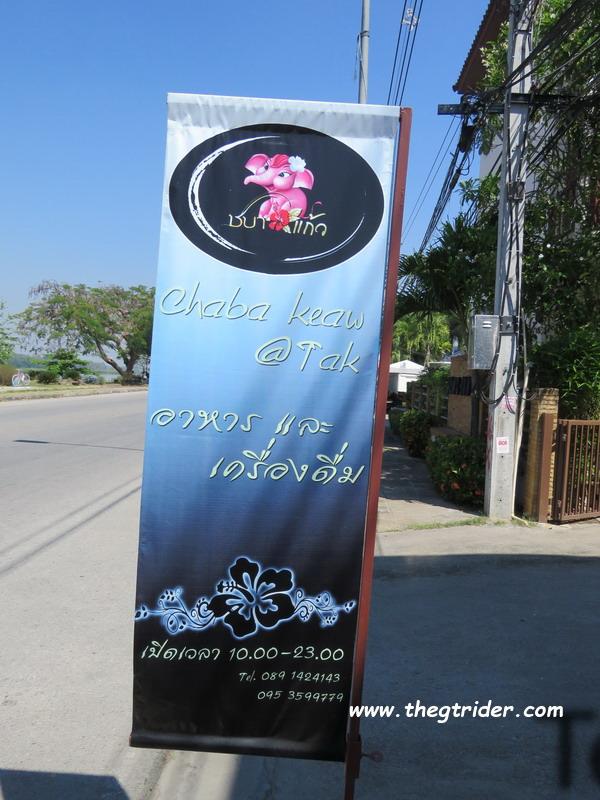 ชบาแก้ว
Chaba keaw
@Tak
อาหาร และ
เครื่องดื่ม
เปิดเวลา 10.00-23.00
Tel. 089 1424143
095 3599779
www.thegtrider.com